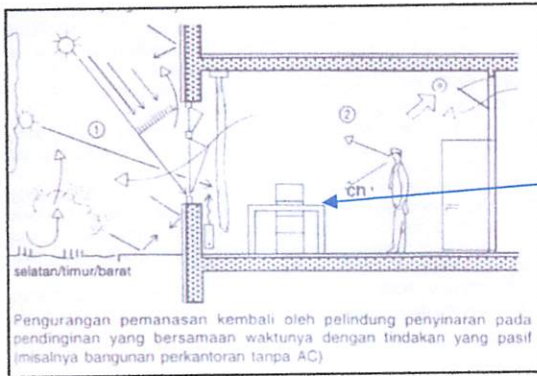 ①
②
selatan/timur/barat
Pengurangan pemanasan kembali oleh pelindung penyinaran pada
pendinginan yang bersamaan waktunya dengan tindakan yang pasif
(misalnya bangunan perkantoran tanpa AC)